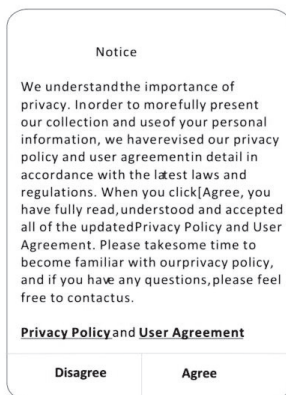 Notice
We understandthe importance of
privacy. Inorder to morefully present
our collection and useof your personal
information, we haverevised our privacy
policy and user agreementin detail in
accordance with the latest laws and
regulations. When you click[Agree, you
have fully read,understood and accepted
all of the updatedPrivacy Policy and User
Agreement. Please takesome time to
become familiar with ourprivacy policy,
and if you have any questions,please feel
free to contactus.
Privacy Policyand User Agreement
Disagree Agree